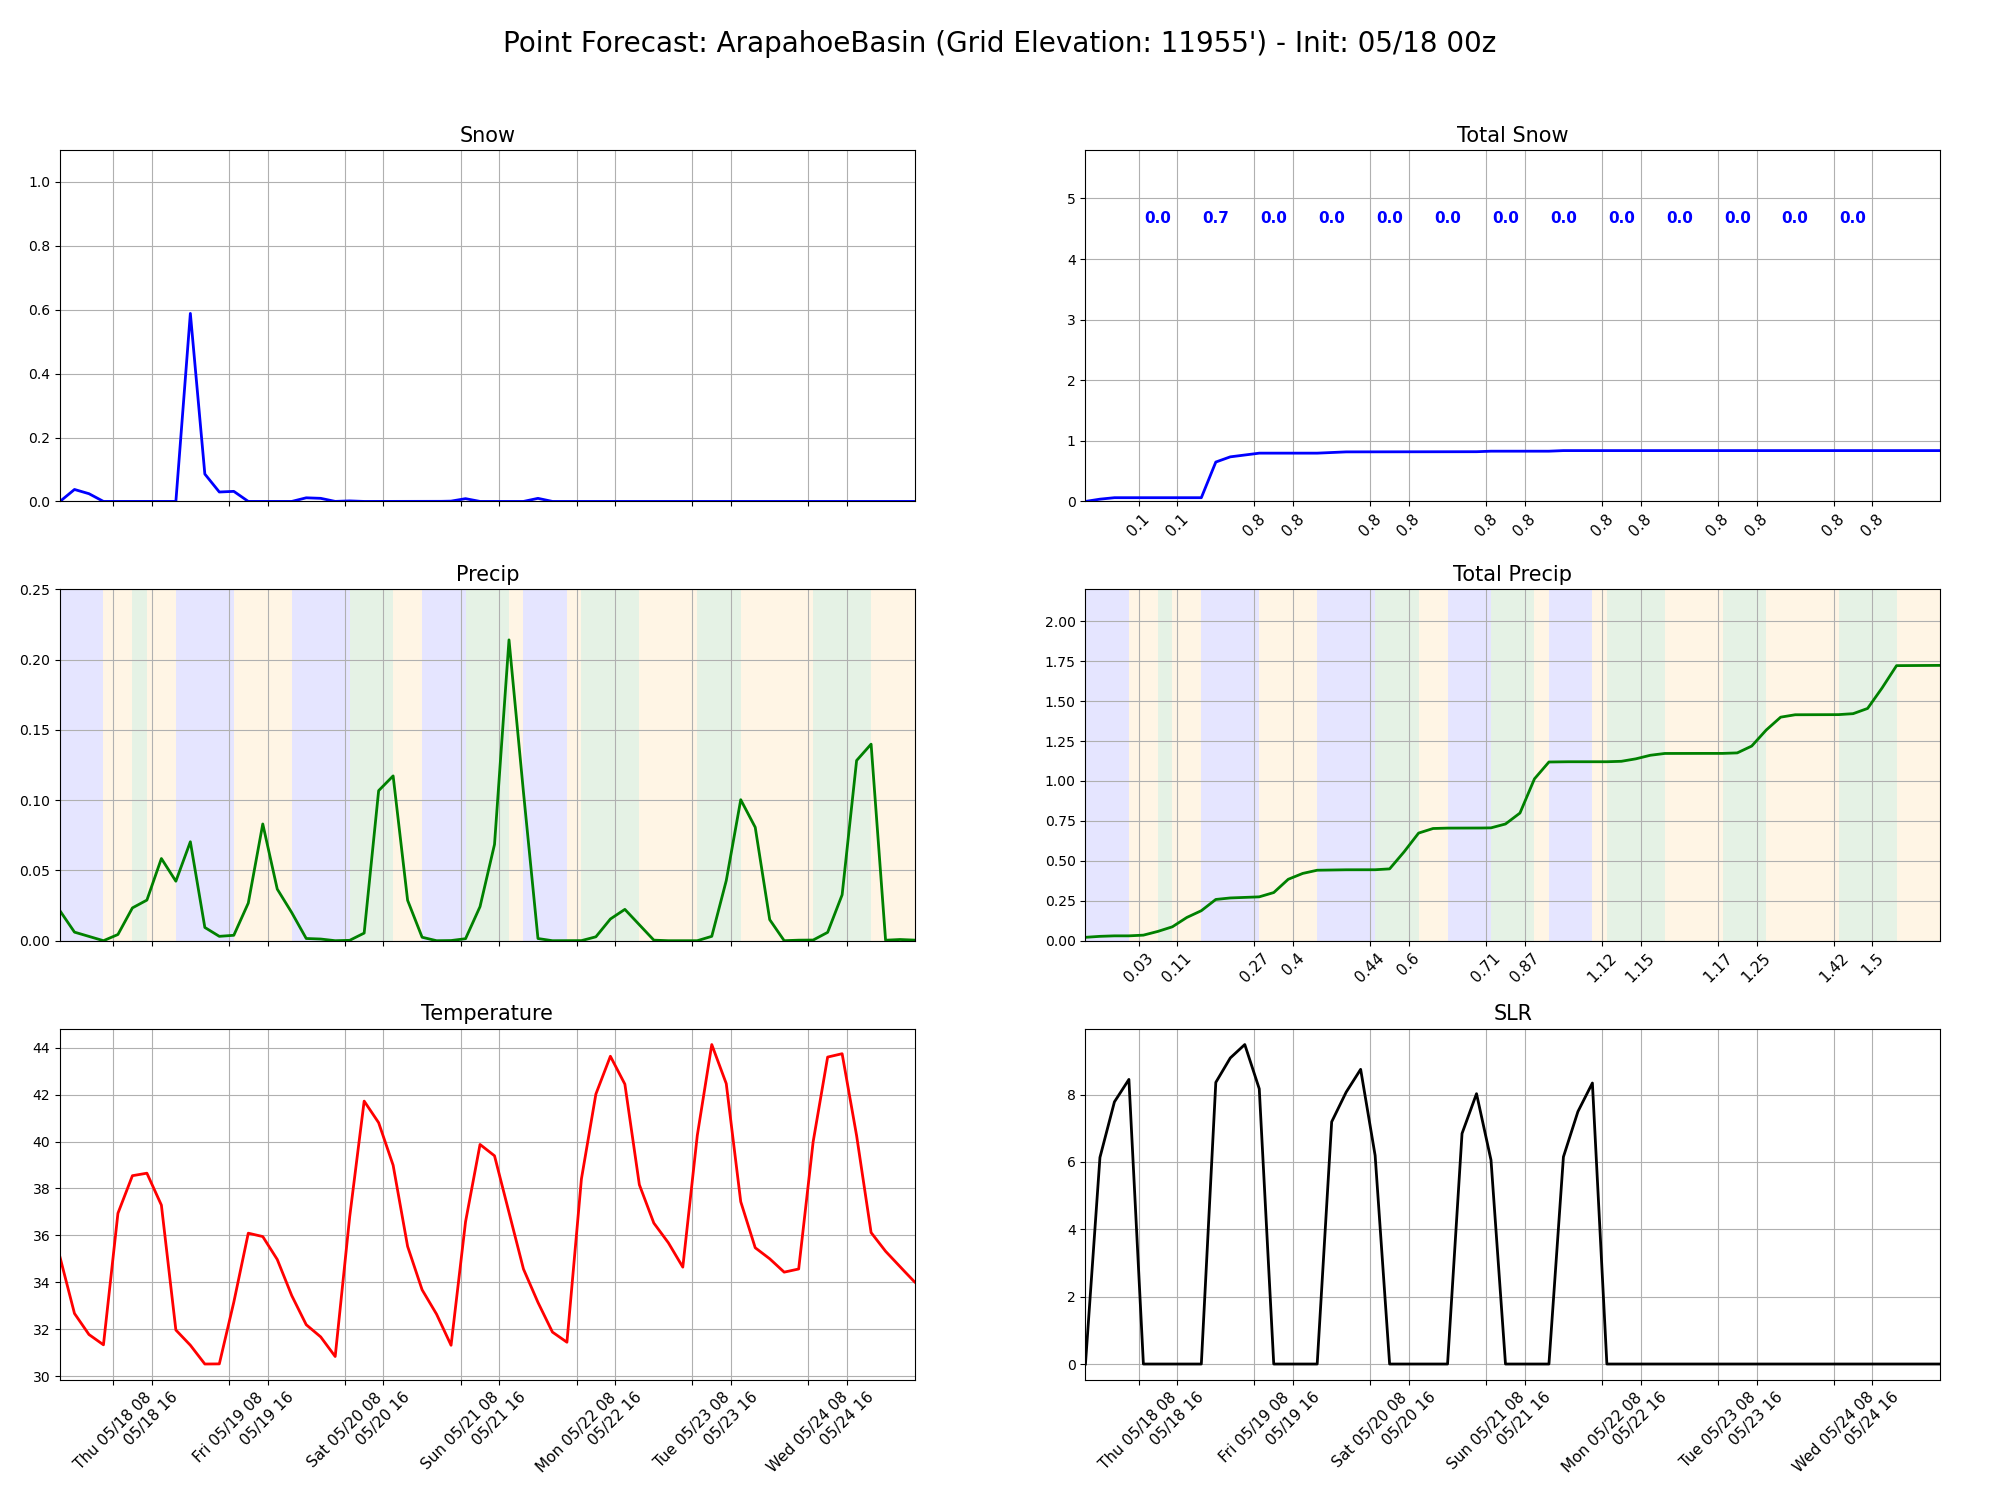 Point Forecast: ArapahoeBasin (Grid Elevation: 11955') - Init: 05/18 00z
Snow
1.0
0.8
0.6
0.4
0.2
0.0
Total Snow
5
4
3
2
1
0
0.0 0.7 0.0 0.0 0.0 0.0 0.0 0.0 0.0 0.0 0.0 0.0 0.0
0.1 0.1 0.8 0.8 0.8 0.8 0.8 0.8 0.8 0.8 0.8 0.8 0.8 0.8
Precip
0.25
0.20
0.15
0.10
0.05
0.00
Total Precip
2.00
1.75
1.50
1.25
1.00
0.75
0.50
0.25
0.00
0.03 0.11 0.27 0.4 0.44 0.6 0.71 0.87 1.12 1.15 1.17 1.25 1.42 1.5
Temperature
44
42
40
38
36
34
32
30
Thu 05/18 08
05/18 16
Fri 05/19 08
05/19 16
Sat 05/20 08
05/20 16
Sun 05/21 08
05/21 16
Mon 05/22 08
05/22 16
Tue 05/23 08
05/23 16
Wed 05/24 08
05/24 16
SLR
8
6
4
2
0
Thu 05/18 08
05/18 16
Fri 05/19 08
05/19 16
Sat 05/20 08
05/20 16
Sun 05/21 08
05/21 16
Mon 05/22 08
05/22 16
Tue 05/23 08
05/23 16
Wed 05/24 08
05/24 16